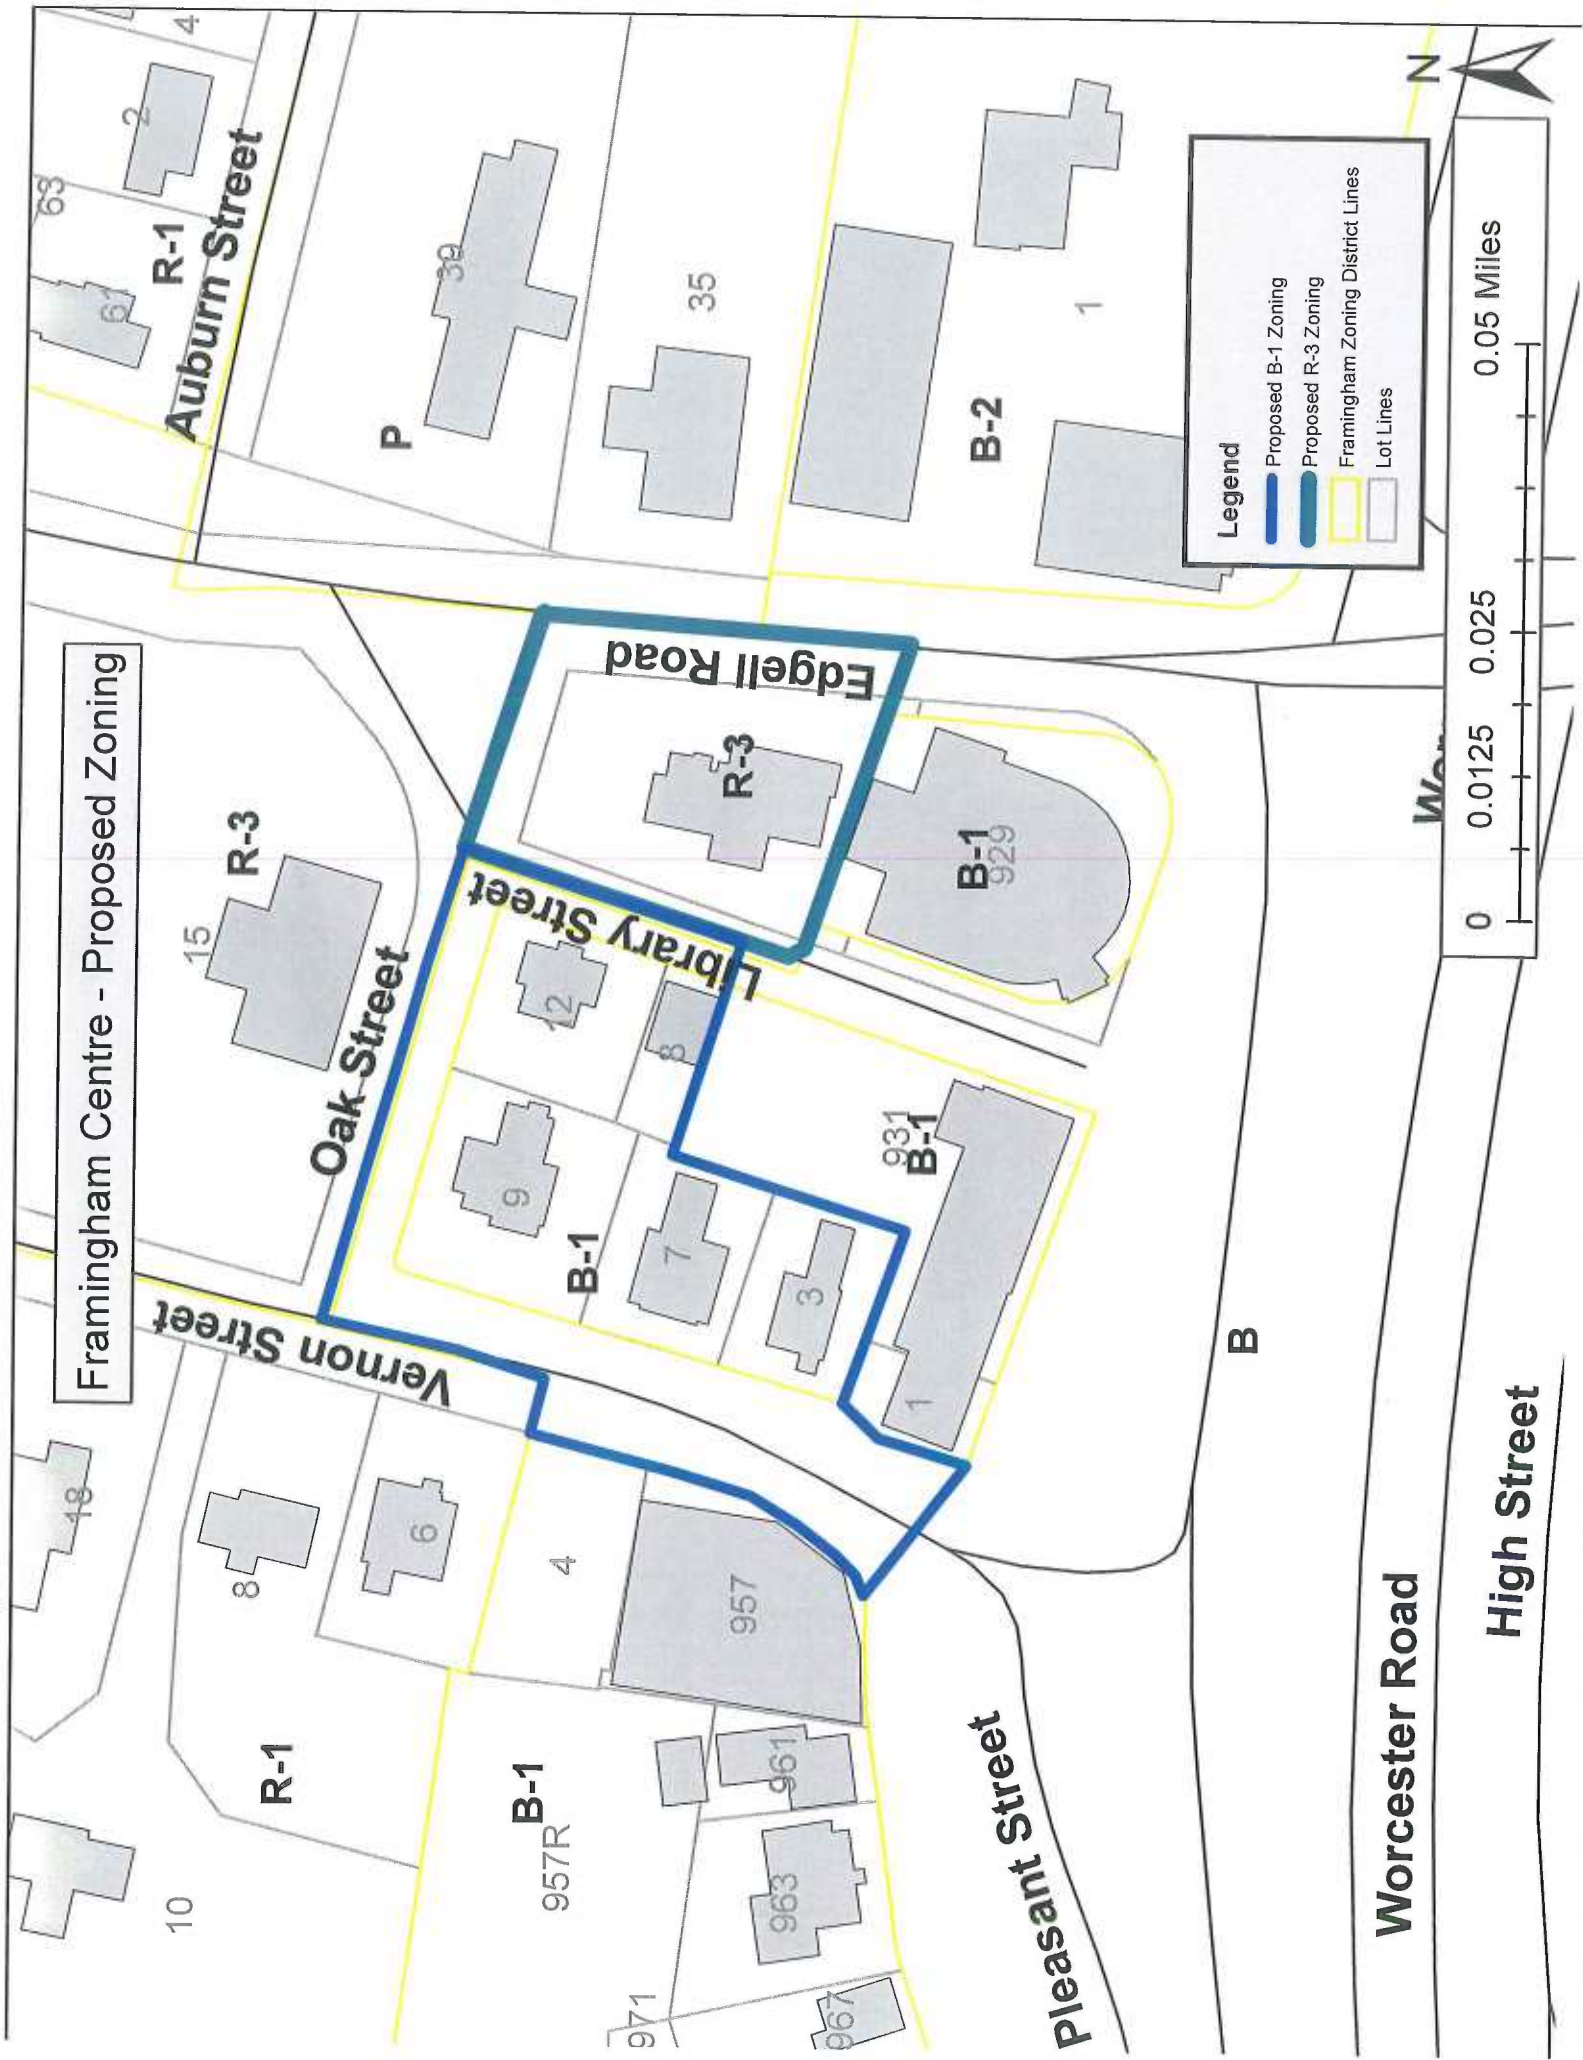 Framingham Centre - Proposed Zoning
18
8
6
4
957
10
R-1
B-1
957R
961
963
967
971
Vernon Street
15
R-3
Oak Street
9
12
8
B-1
7
3
931
B-1
1
Library Street
R-3
Edgell Road
B-1
929
Auburn Street
61
63
R-1
2
4
P
39
35
B-2
1
B
Pleasant Street
Worcester Road
High Street
Legend
Proposed B-1 Zoning
Proposed R-3 Zoning
Framingham Zoning District Lines
Lot Lines
0 0.0125 0.025 0.05 Miles
N